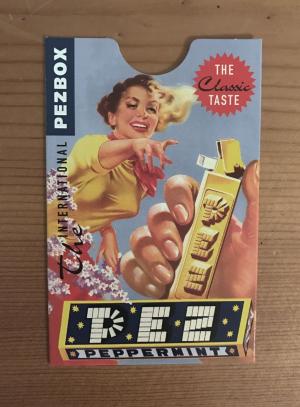 The INTERNATIONAL PEZBOX
THE
Classic
TASTE
PEZ
PEZ
PEPPERMINT